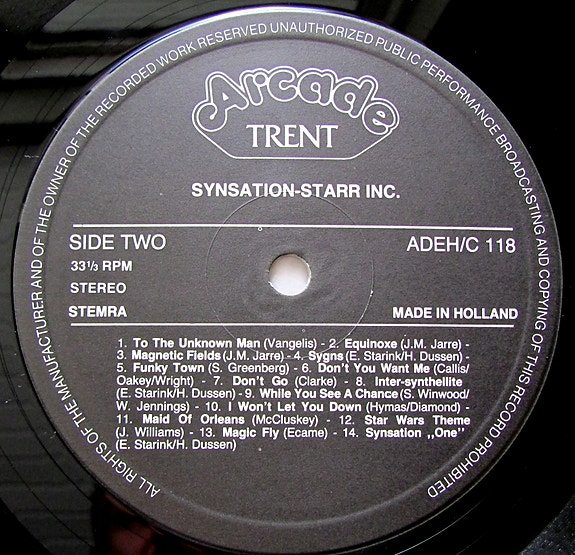 ALL RIGHTS OF THE MANUFACTURER AND OF THE OWNER OF THE RECORDED WORK RESERVED UNAUTHORIZED PUBLIC PERFORMANCE BROADCASTING AND COPYING OF THIS RECORD PROHIBITED
Arcade
TRENT
SYNSATION-STARR INC.
SIDE TWO
ADEH/C 118
33⅓ RPM
STEREO
STEMRA
MADE IN HOLLAND
1. To The Unknown Man (Vangelis) - 2. Equinoxe (J.M. Jarre) -
3. Magnetic Fields (J.M. Jarre) - 4. Sygns (E. Starink/H. Dussen) -
5. Funky Town (S. Greenberg) - 6. Don't You Want Me (Callis/
Oakey/Wright) - 7. Don't Go (Clarke) - 8. Inter-synthellite
(E. Starink/H. Dussen) - 9. While You See A Chance (S. Winwood/
W. Jennings) - 10. I Won't Let You Down (Hymas/Diamond) -
11. Maid Of Orleans (McCluskey) - 12. Star Wars Theme
(J. Williams) - 13. Magic Fly (Ecame) - 14. Synsation ,,One''
(E. Starink/H. Dussen)